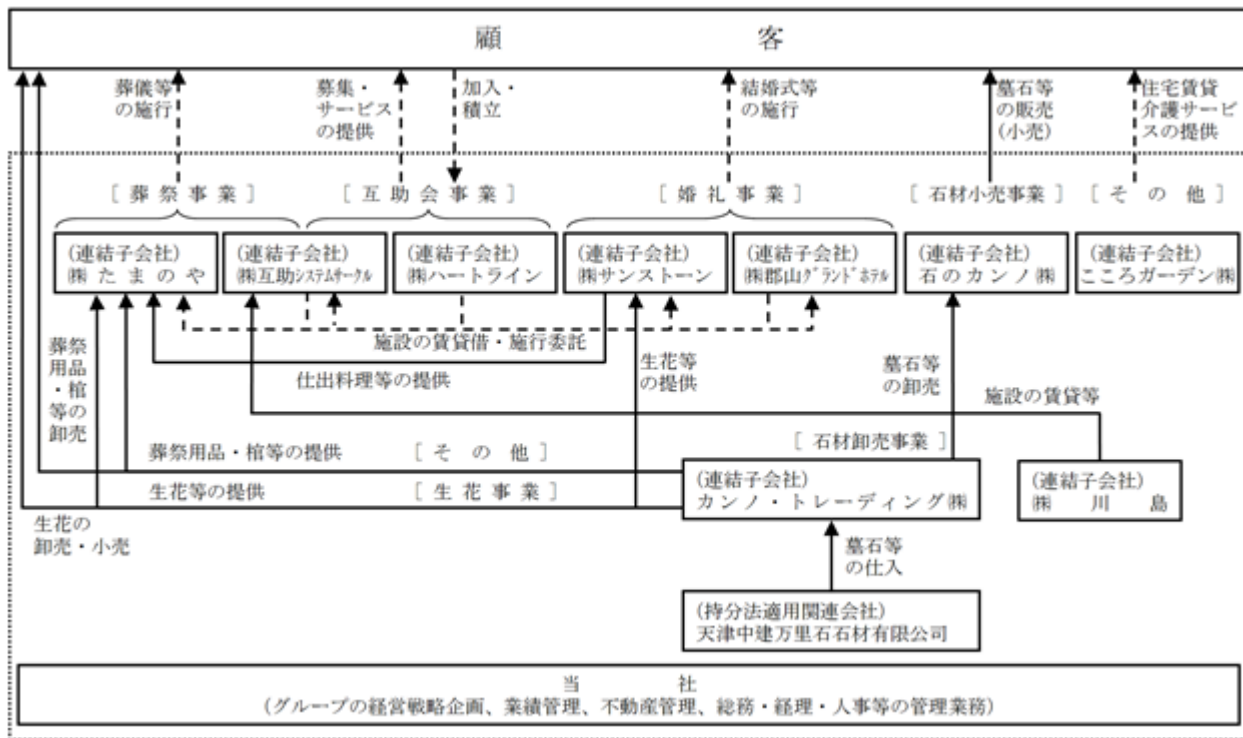 顧客
葬儀等
の施行
募集・
サービス
の提供
加入・
積立
結婚式等
の施行
墓石等
の販売
(小売)
住宅賃貸
介護サービ
スの提供
[葬祭事業]
[互助会事業]
[婚礼事業]
[石材小売事業]
[その他]
(連結子会社)
㈱たまのや
(連結子会社)
㈱互助システムサークル
(連結子会社)
㈱ハートライン
(連結子会社)
㈱サンストーン
(連結子会社)
㈱郡山グランドホテル
(連結子会社)
石のカンノ㈱
(連結子会社)
こころガーデン㈱
施設の賃貸借・施行委託
葬祭
用品
・棺
等の
卸売
仕出料理等の提供
生花等
の提供
墓石等
の卸売
施設の賃貸等
葬祭用品・棺等の提供
[その他]
[石材卸売事業]
生花等の提供
[生花事業]
(連結子会社)
カンノ・トレーディング㈱
(連結子会社)
㈱川島
生花の
卸売・小売
墓石等
の仕入
(持分法適用関連会社)
天津中建万里石石材有限公司
当社
(グループの経営戦略企画、業績管理、不動産管理、総務・経理・人事等の管理業務)